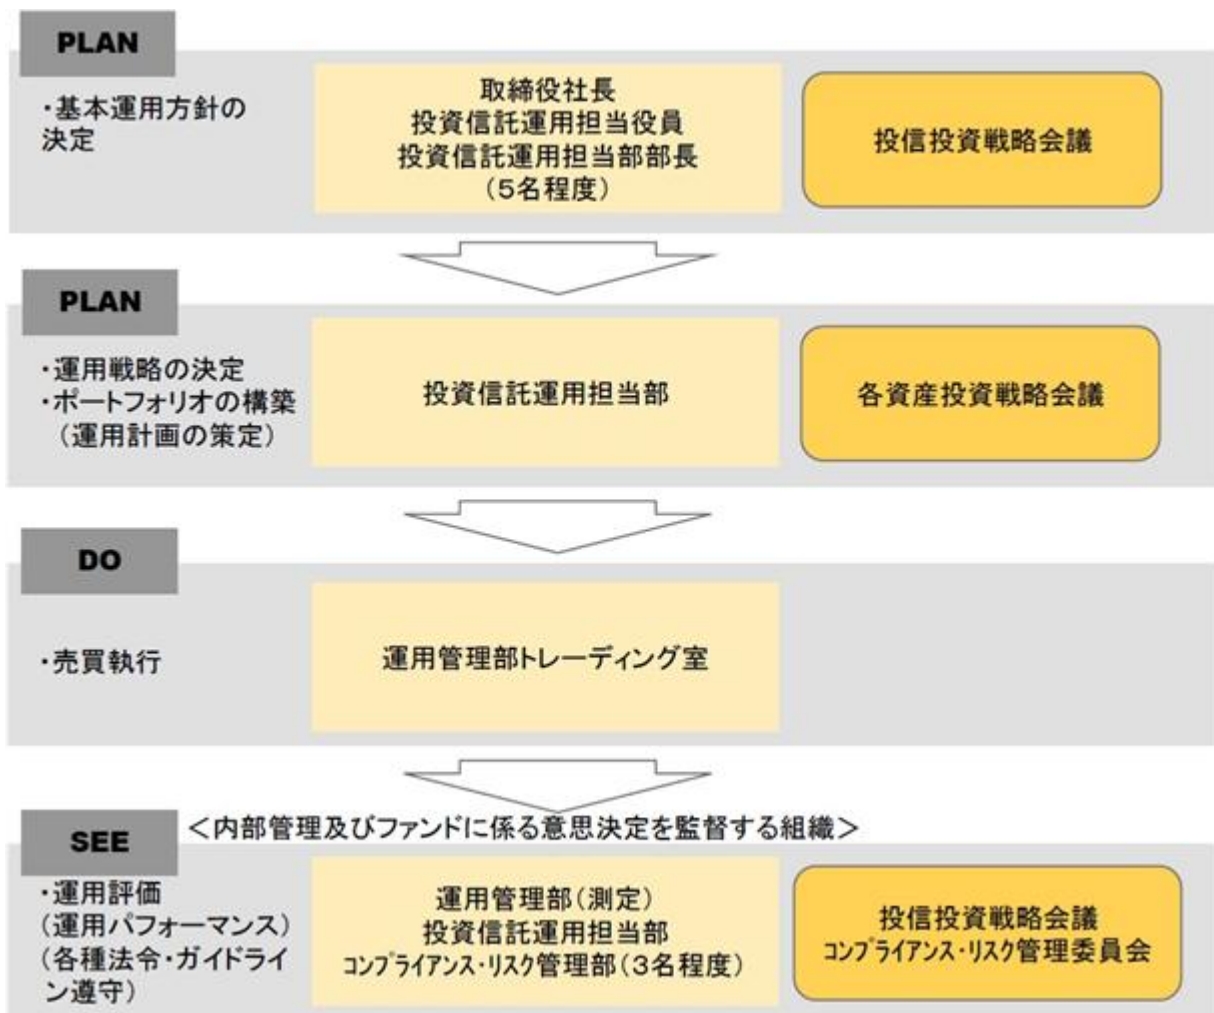 PLAN
・基本運用方針の
決定
取締役社長
投資信託運用担当役員
投資信託運用担当部部長
（５名程度）
投信投資戦略会議
PLAN
・運用戦略の決定
・ポートフォリオの構築
（運用計画の策定）
投資信託運用担当部
各資産投資戦略会議
DO
・売買執行
運用管理部トレーディング室
SEE
＜内部管理及びファンドに係る意思決定を監督する組織＞
・運用評価
（運用パフォーマンス）
（各種法令・ガイドライ
ン遵守）
運用管理部（測定）
投資信託運用担当部
ｺﾝﾌﾟﾗｲｱﾝｽ・ﾘｽｸ管理部（３名程度）
投信投資戦略会議
ｺﾝﾌﾟﾗｲｱﾝｽ・ﾘｽｸ管理委員会